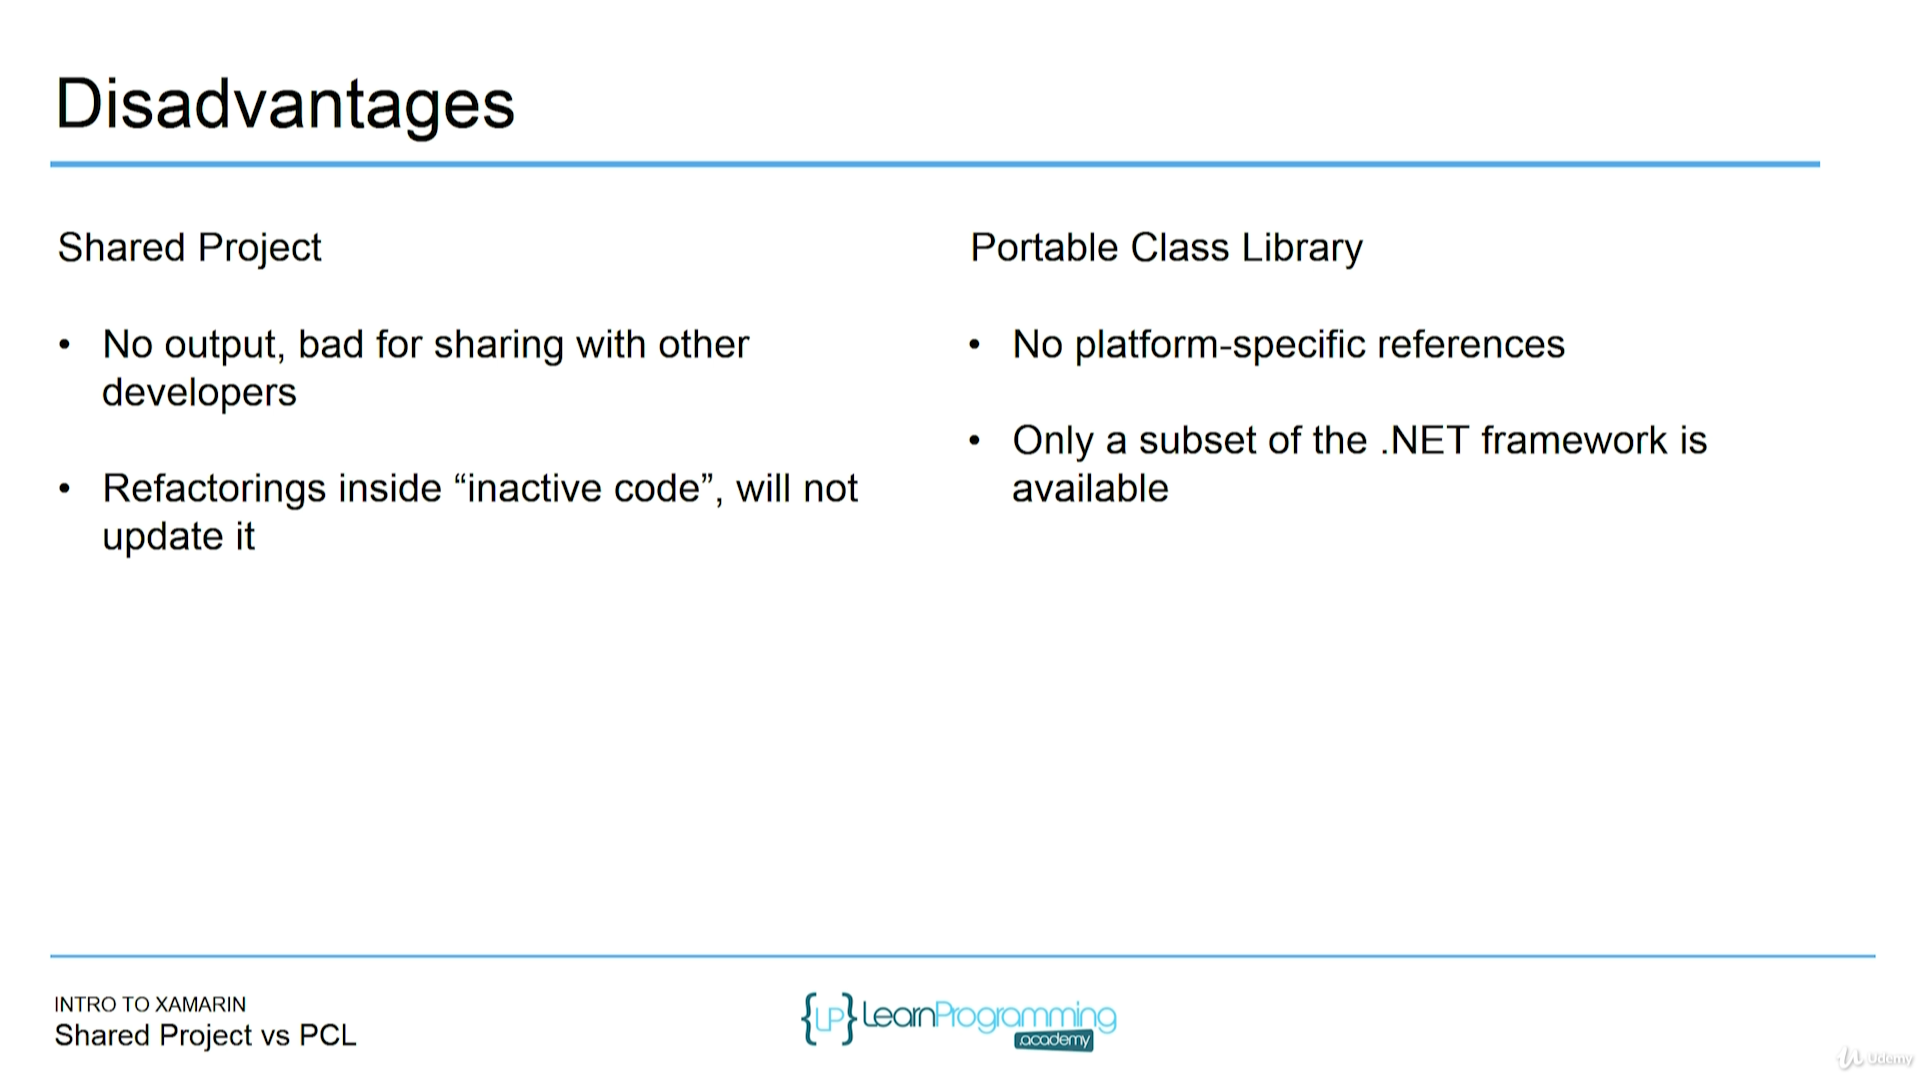 Disadvantages
Shared Project
• No output, bad for sharing with other
developers
• Refactorings inside “inactive code”, will not
update it
Portable Class Library
• No platform-specific references
• Only a subset of the .NET framework is
available
INTRO TO XAMARIN
Shared Project vs PCL
{LP} LearnProgramming
academy
Udemy